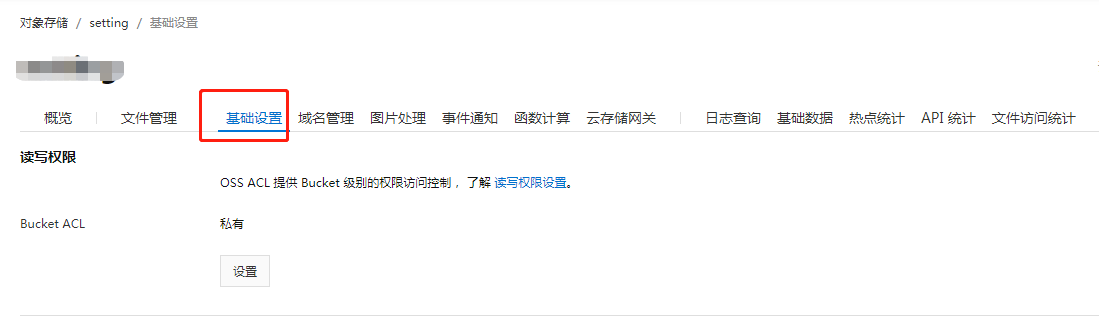 对象存储 / setting / 基础设置
概览 文件管理 基础设置 域名管理 图片处理 事件通知 函数计算 云存储网关 日志查询 基础数据 热点统计 API 统计 文件访问统计
读写权限
OSS ACL 提供 Bucket 级别的权限访问控制 ，了解 读写权限设置。
Bucket ACL 私有
设置